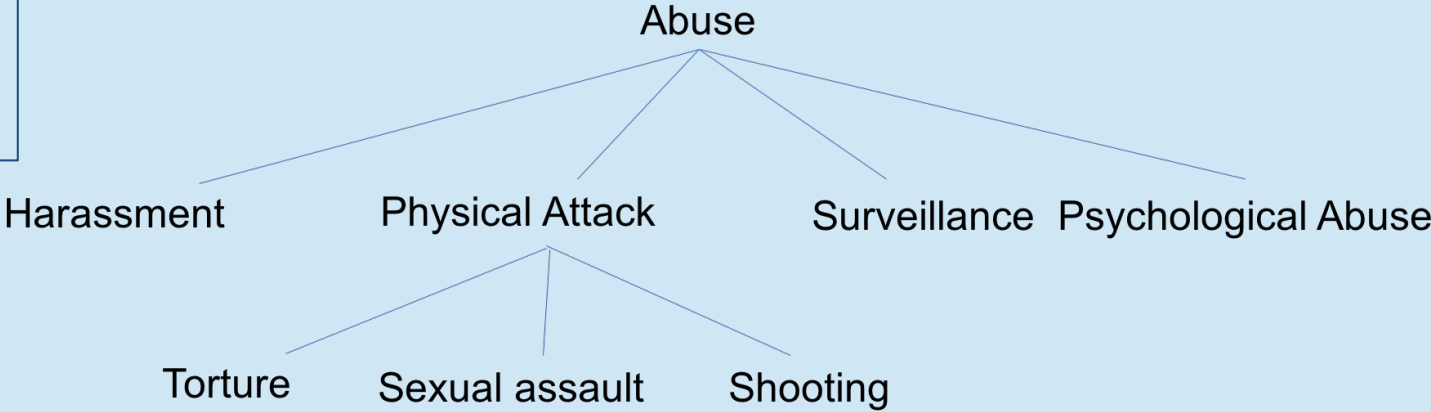 Abuse
Harassment Physical Attack Surveillance Psychological Abuse
Torture Sexual assault Shooting